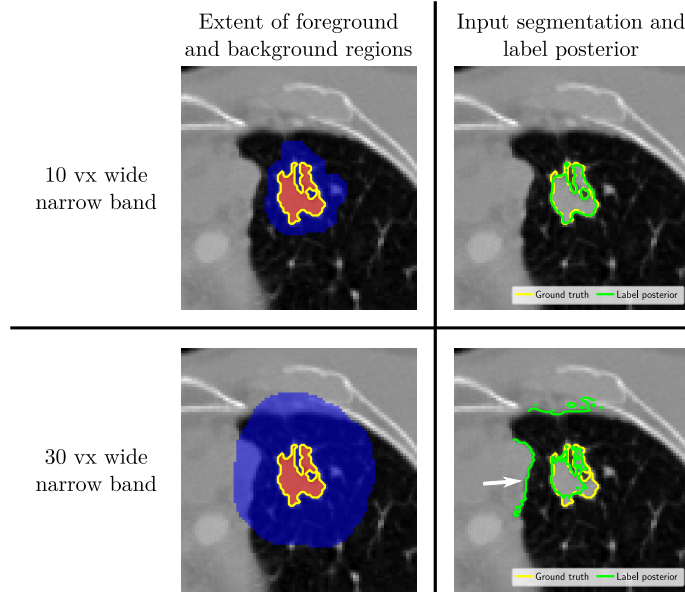 Extent of foreground
and background regions
Input segmentation and
label posterior
10 vx wide
narrow band
Ground truth Label posterior
30 vx wide
narrow band
Ground truth Label posterior